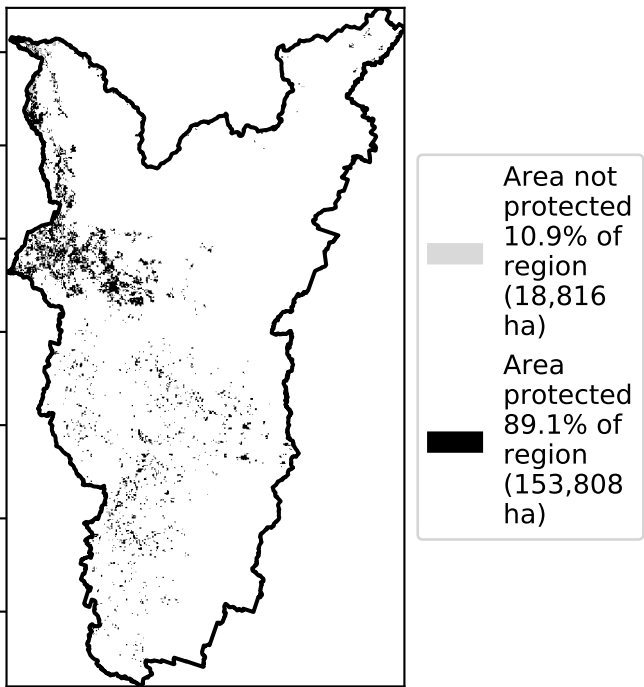 Area not
protected
10.9% of
region
(18,816
ha)
Area
protected
89.1% of
region
(153,808
ha)